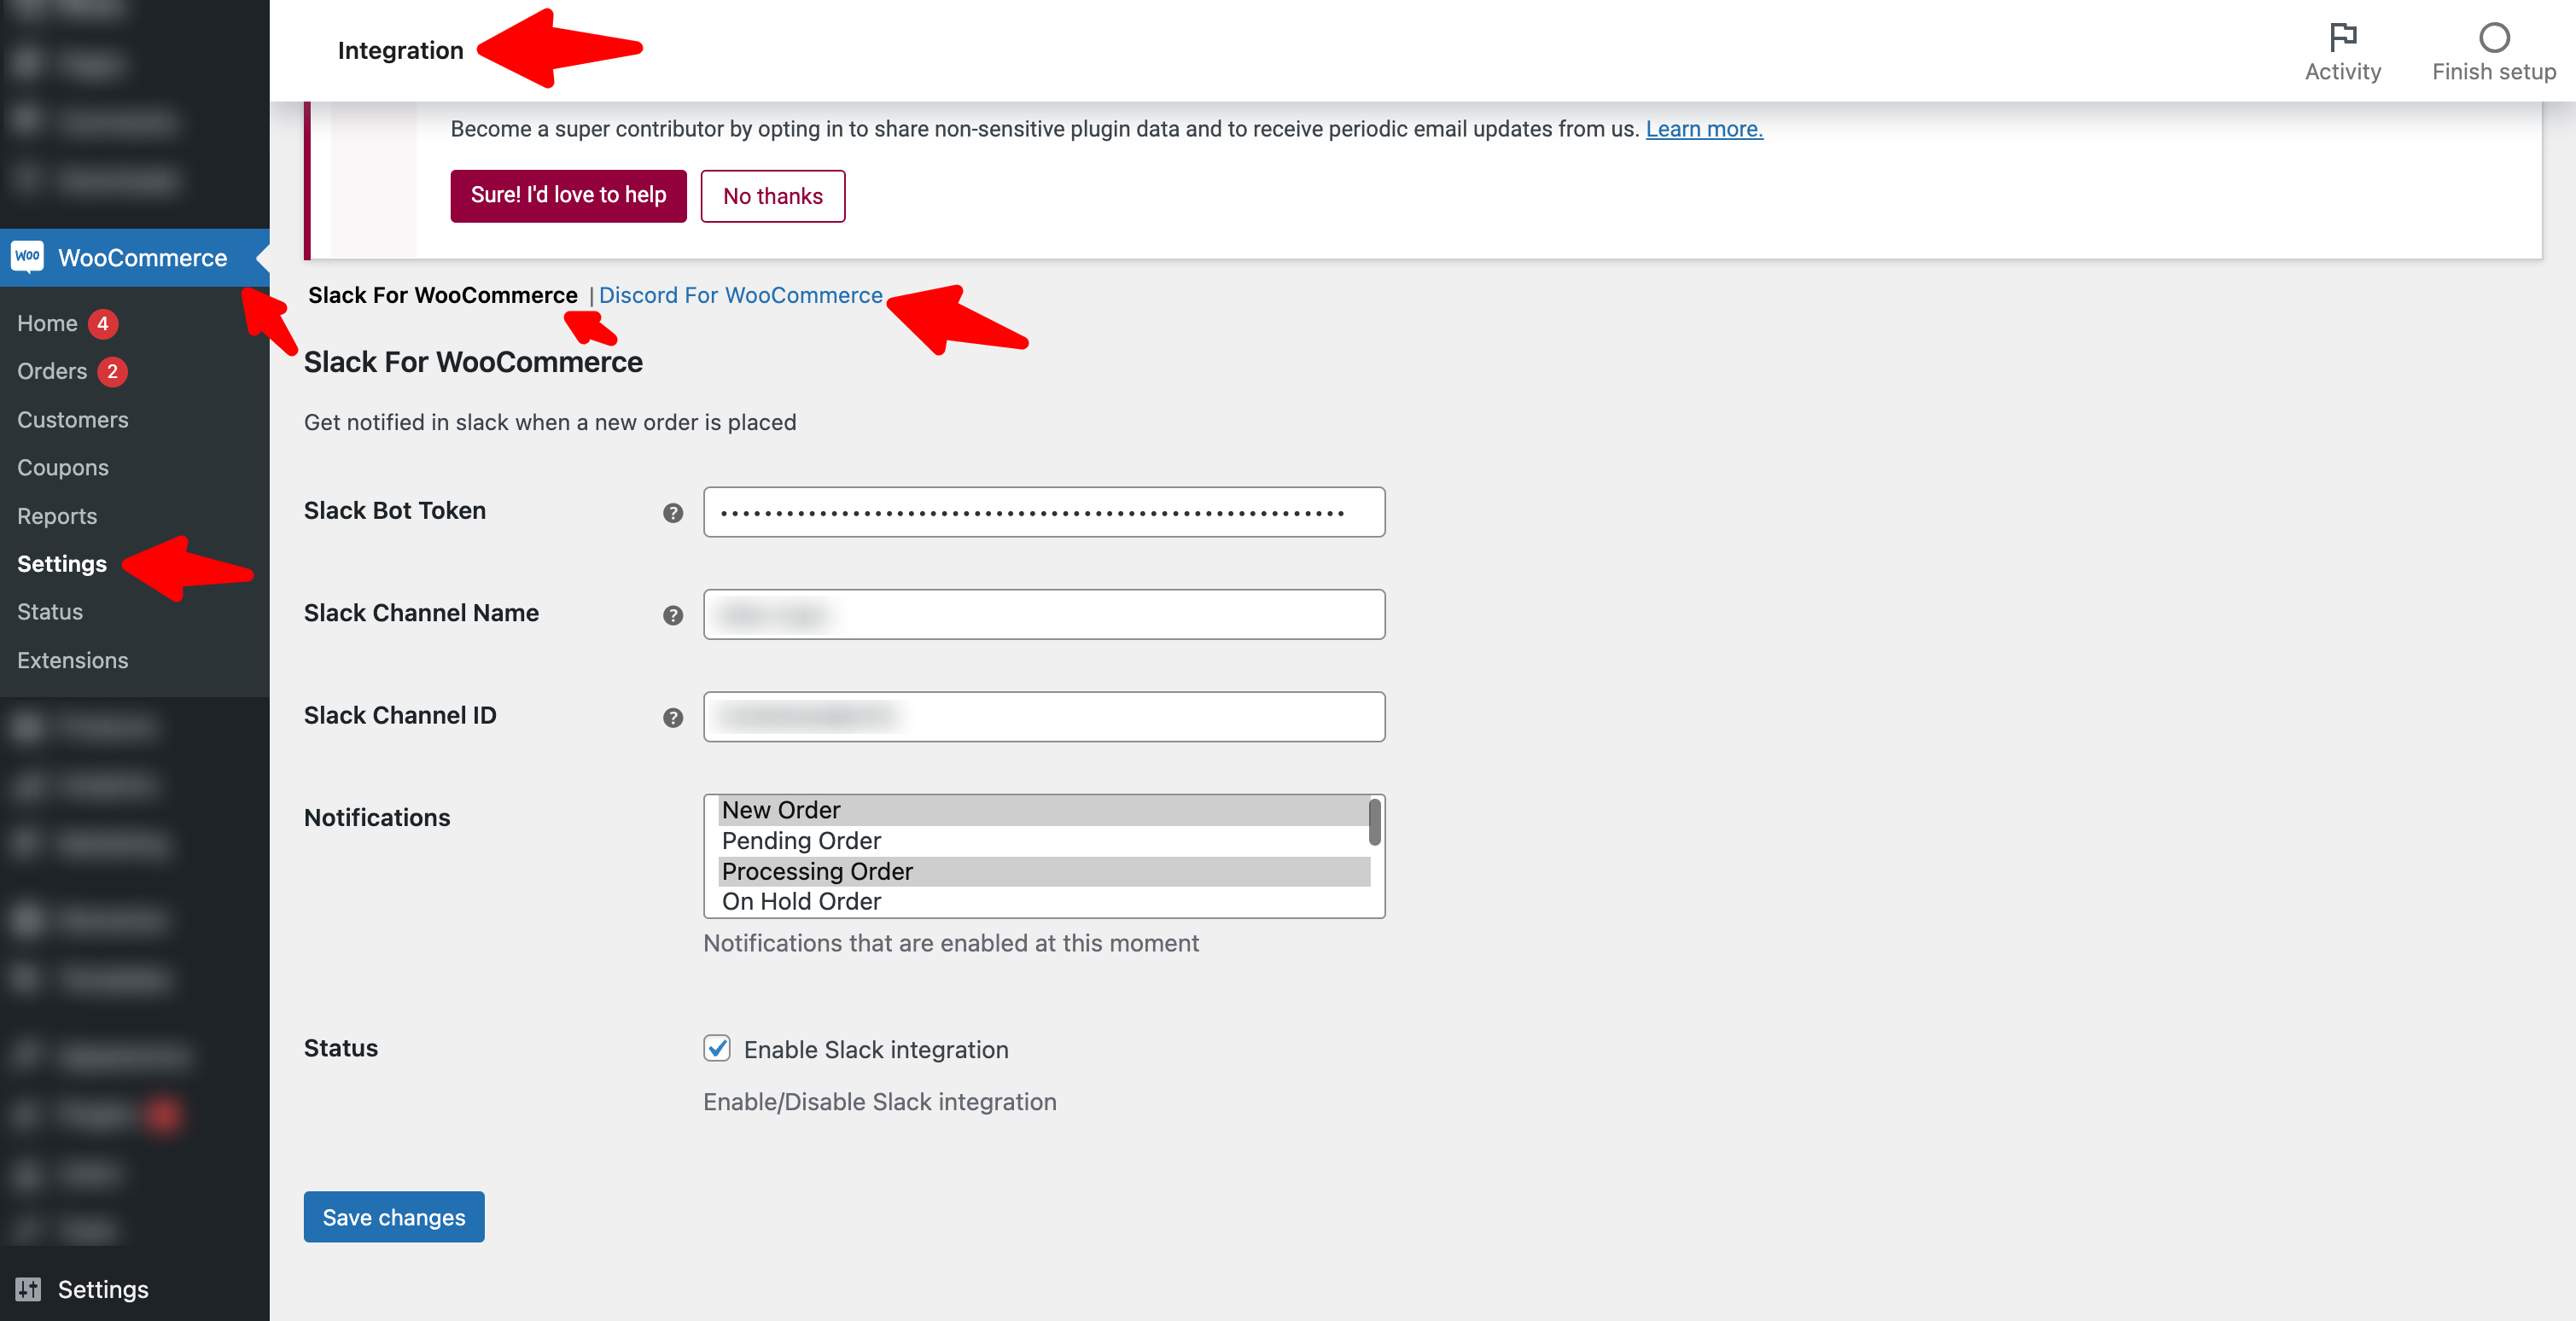 Integration
Activity
Finish setup
Become a super contributor by opting in to share non-sensitive plugin data and to receive periodic email updates from us. Learn more.
Sure! I'd love to help
No thanks
Woo WooCommerce
Home 4
Orders 2
Customers
Coupons
Reports
Settings
Status
Extensions
Settings
Slack For WooCommerce | Discord For WooCommerce
Slack For WooCommerce
Get notified in slack when a new order is placed
Slack Bot Token ?
Slack Channel Name ?
Slack Channel ID ?
Notifications
New Order
Pending Order
Processing Order
On Hold Order
Notifications that are enabled at this moment
Status
Enable Slack integration
Enable/Disable Slack integration
Save changes